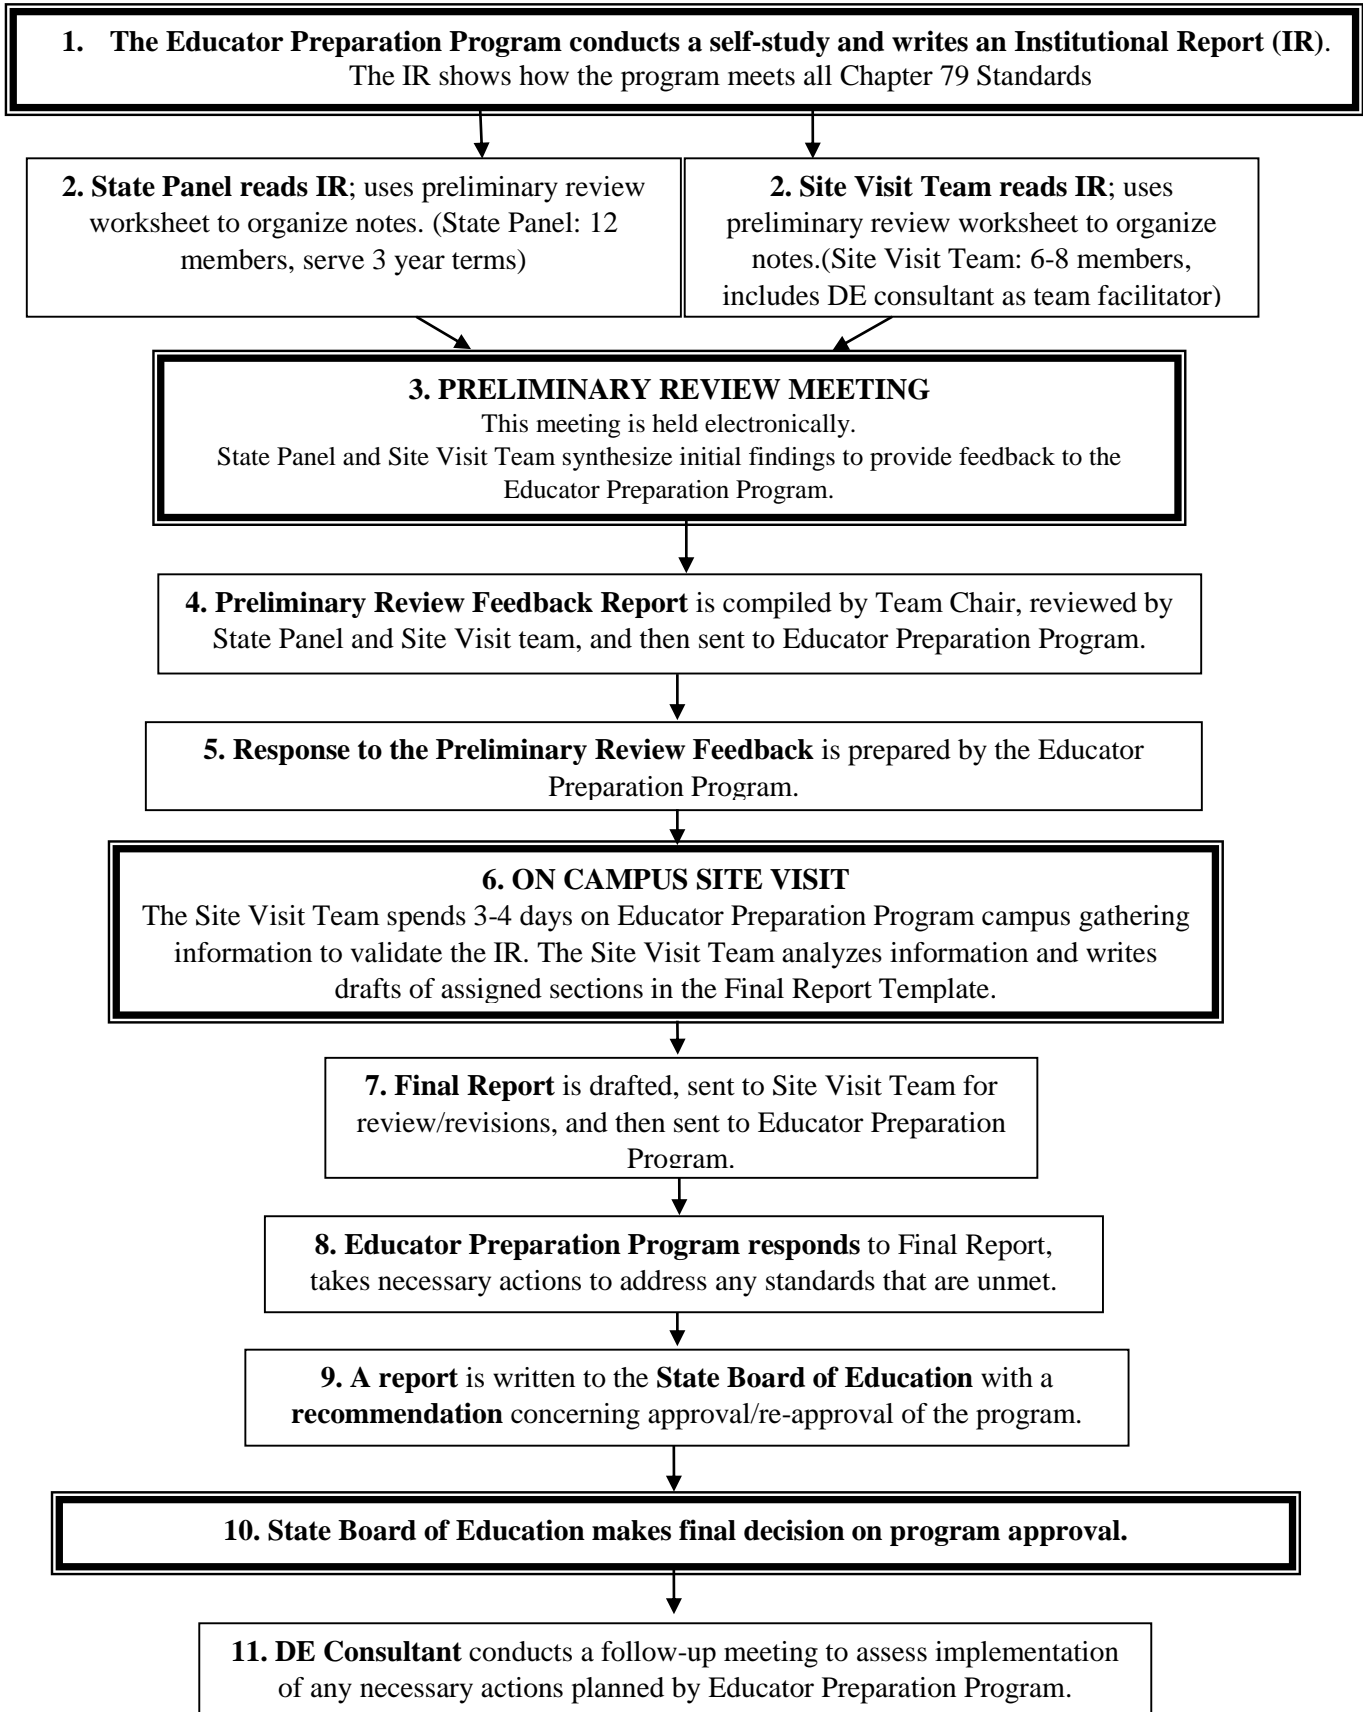 1. The Educator Preparation Program conducts a self-study and writes an Institutional Report (IR).
The IR shows how the program meets all Chapter 79 Standards
2. State Panel reads IR; uses preliminary review
worksheet to organize notes. (State Panel: 12
members, serve 3 year terms)
2. Site Visit Team reads IR; uses
preliminary review worksheet to organize
notes.(Site Visit Team: 6-8 members,
includes DE consultant as team facilitator)
3. PRELIMINARY REVIEW MEETING
This meeting is held electronically.
State Panel and Site Visit Team synthesize initial findings to provide feedback to the
Educator Preparation Program.
4. Preliminary Review Feedback Report is compiled by Team Chair, reviewed by
State Panel and Site Visit team, and then sent to Educator Preparation Program.
5. Response to the Preliminary Review Feedback is prepared by the Educator
Preparation Program.
6. ON CAMPUS SITE VISIT
The Site Visit Team spends 3-4 days on Educator Preparation Program campus gathering
information to validate the IR. The Site Visit Team analyzes information and writes
drafts of assigned sections in the Final Report Template.
7. Final Report is drafted, sent to Site Visit Team for
review/revisions, and then sent to Educator Preparation
Program.
8. Educator Preparation Program responds to Final Report,
takes necessary actions to address any standards that are unmet.
9. A report is written to the State Board of Education with a
recommendation concerning approval/re-approval of the program.
10. State Board of Education makes final decision on program approval.
11. DE Consultant conducts a follow-up meeting to assess implementation
of any necessary actions planned by Educator Preparation Program.